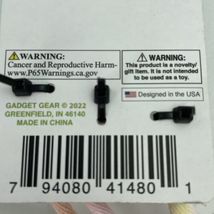 ⚠WARNING:
Cancer and Reproductive Harm-
www.P65Warnings.ca.gov
⚠ WARNING:
This product is a novelty/
gift item. It is not intended
to be used as a toy.
Designed in the USA
GADGET GEAR © 2022
GREENFIELD, IN 46140
MADE IN CHINA
7 94080 41480 1